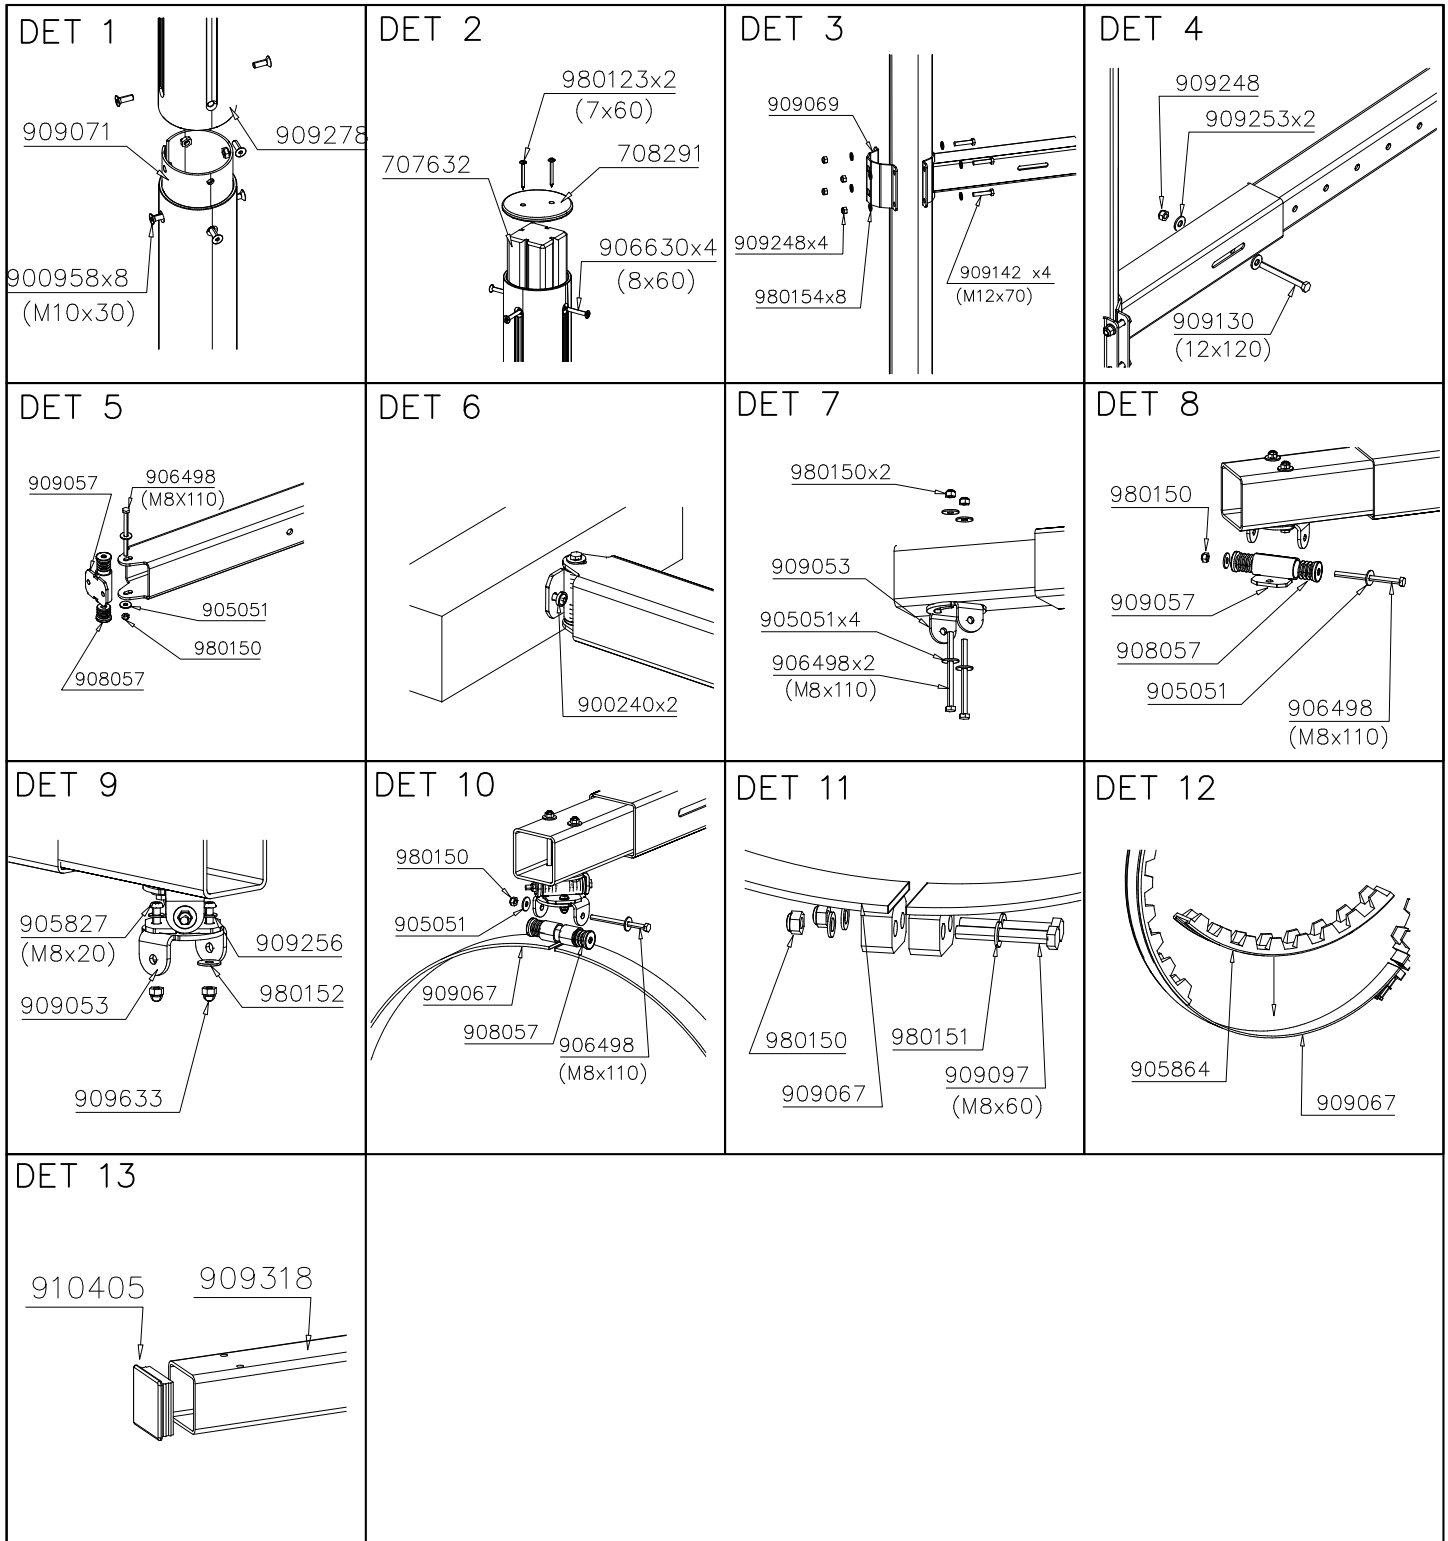 DET 1
909071
909278
900958x8
(M10x30)
DET 2
980123x2
(7x60)
707632
708291
906630x4
(8x60)
DET 3
909069
909248x4
980154x8
909142 x4
(M12x70)
DET 4
909248
909253x2
909130
(12x120)
DET 5
909057
906498
(M8X110)
905051
980150
908057
DET 6
900240x2
DET 7
980150x2
909053
905051x4
906498x2
(M8x110)
DET 8
980150
909057
908057
905051
906498
(M8x110)
DET 9
905827
(M8x20)
909256
909053
980152
909633
DET 10
980150
905051
909067
908057
906498
(M8x110)
DET 11
980150
980151
909067
909097
(M8x60)
DET 12
905864
909067
DET 13
910405
909318